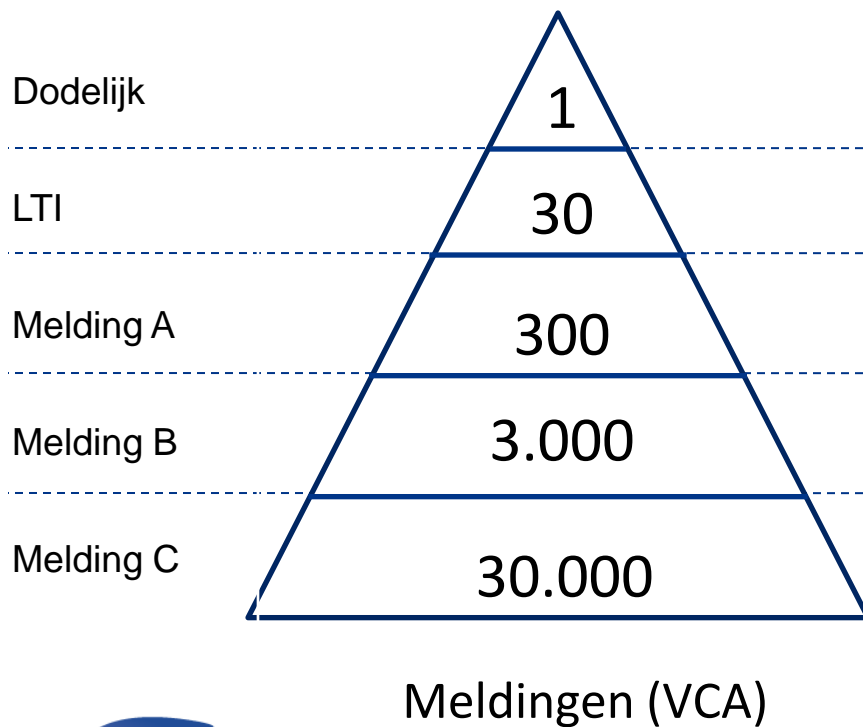 Dodelijk
1
LTI
30
Melding A
300
Melding B
3.000
Melding C
30.000
Meldingen (VCA)